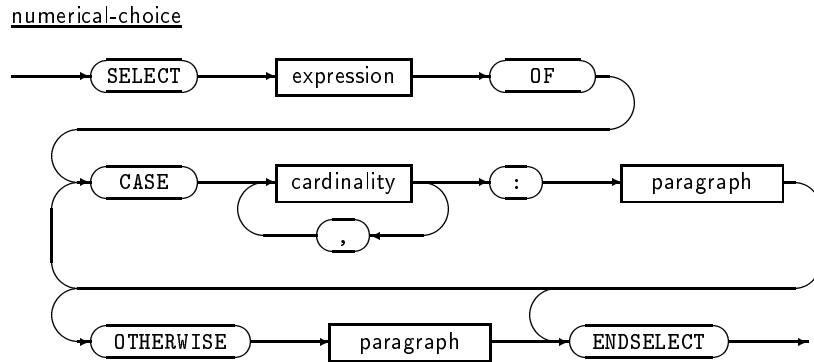 numerical-choice
SELECT expression OF
CASE cardinality : paragraph
,
OTHERWISE paragraph ENDSELECT